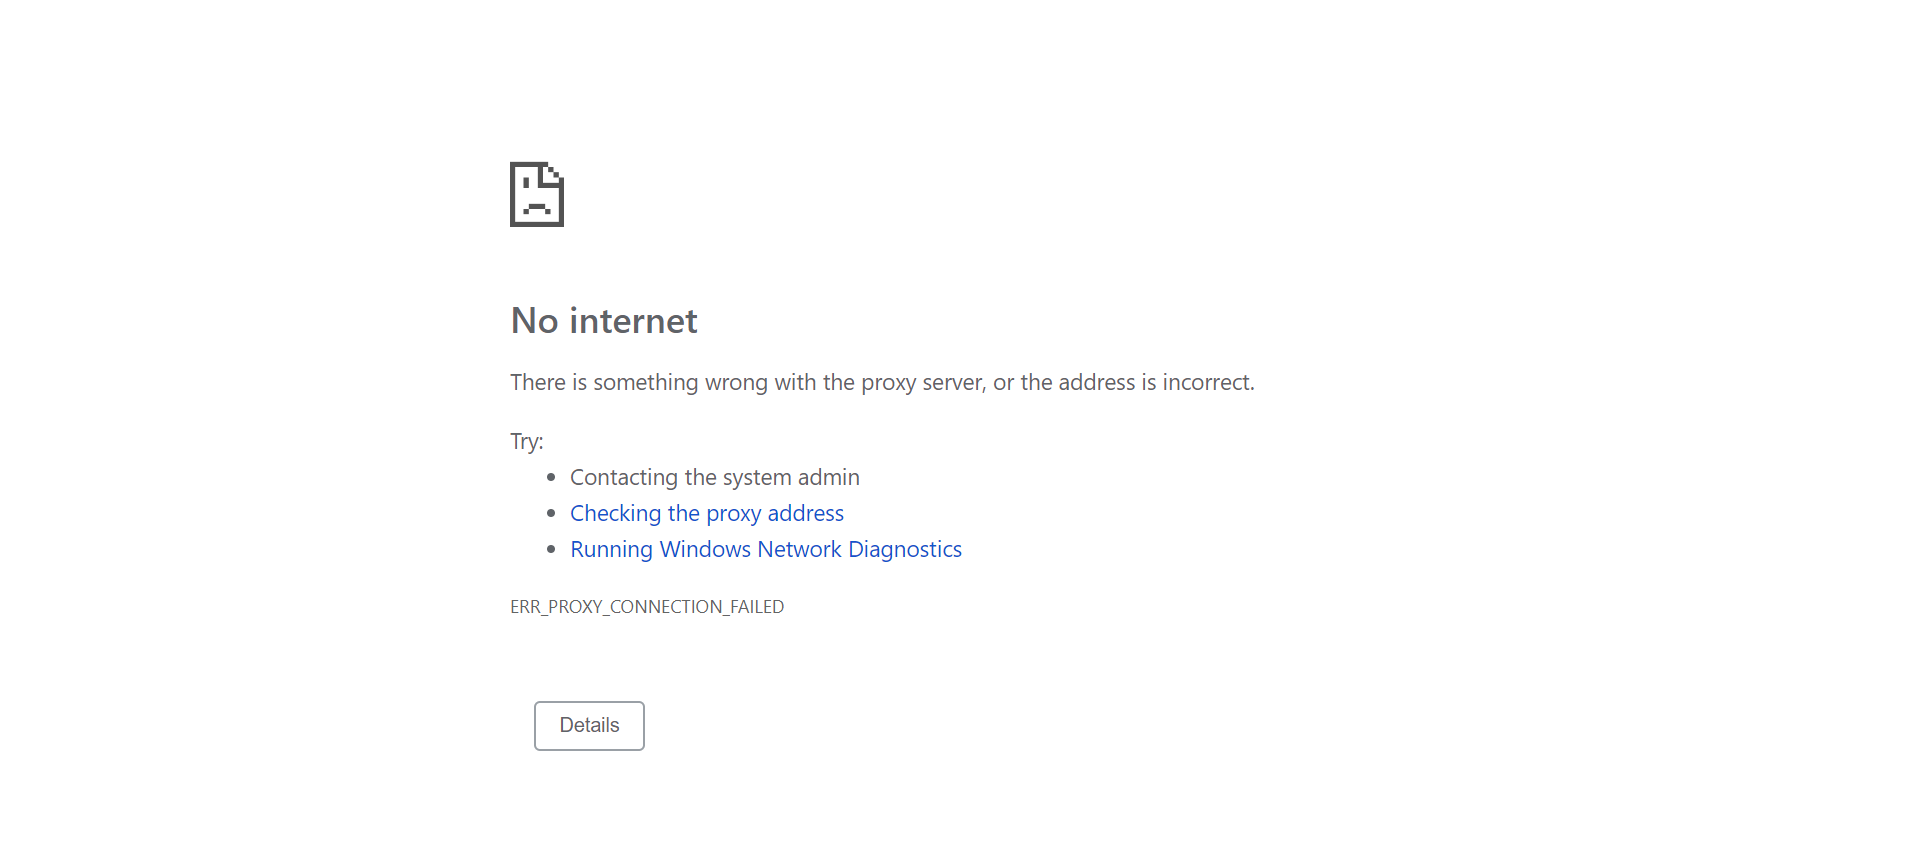 No internet
There is something wrong with the proxy server, or the address is incorrect.
Try:
Contacting the system admin
Checking the proxy address
Running Windows Network Diagnostics
ERR_PROXY_CONNECTION_FAILED
Details